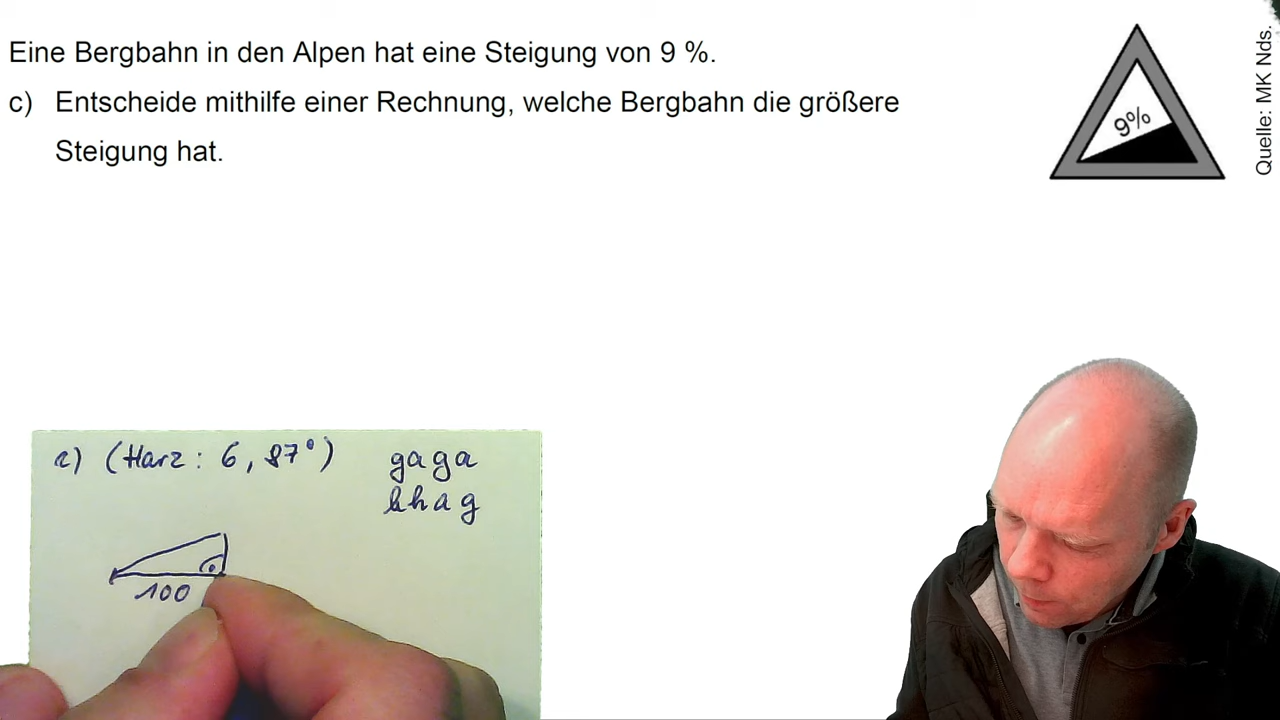 Eine Bergbahn in den Alpen hat eine Steigung von 9 %.
c) Entscheide mithilfe einer Rechnung, welche Bergbahn die größere
Steigung hat.
9%
Quelle: MK Nds.
c) (Harz: 6,87°)
gaga
hhag
100